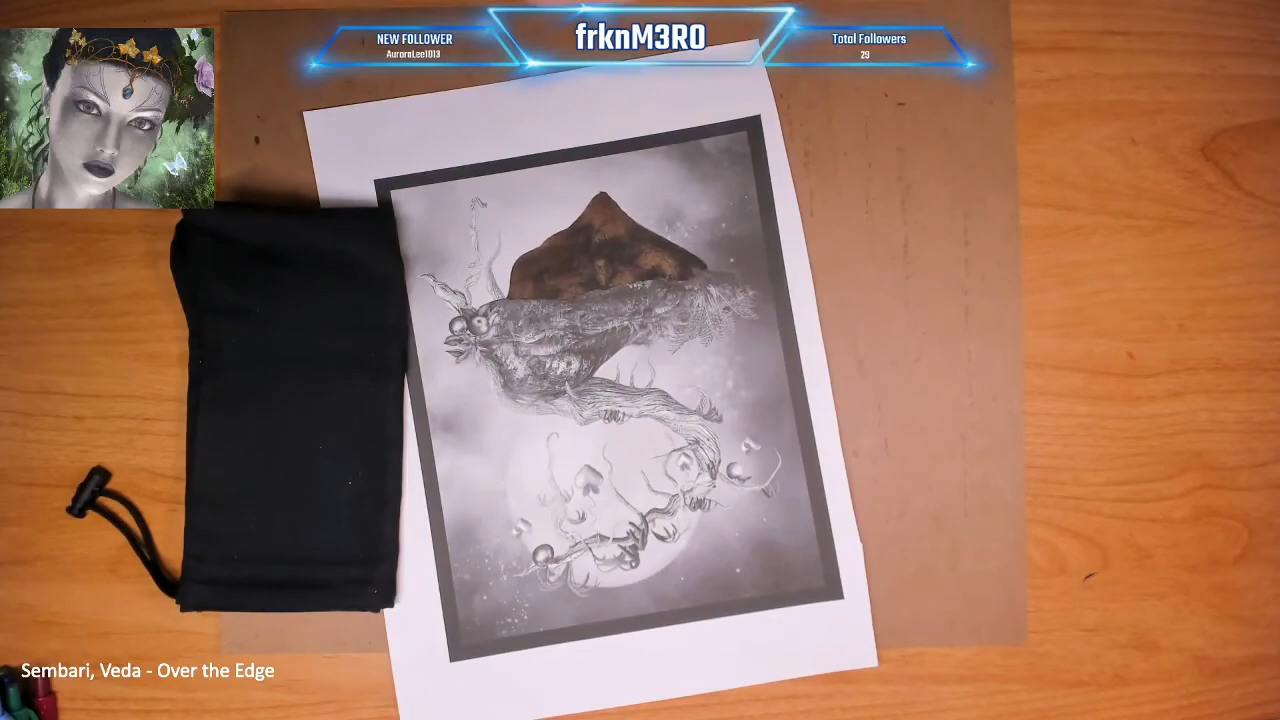 NEW FOLLOWER
AuroraLee1013
frknM3R0
Total Followers
29
Sembari, Veda - Over the Edge